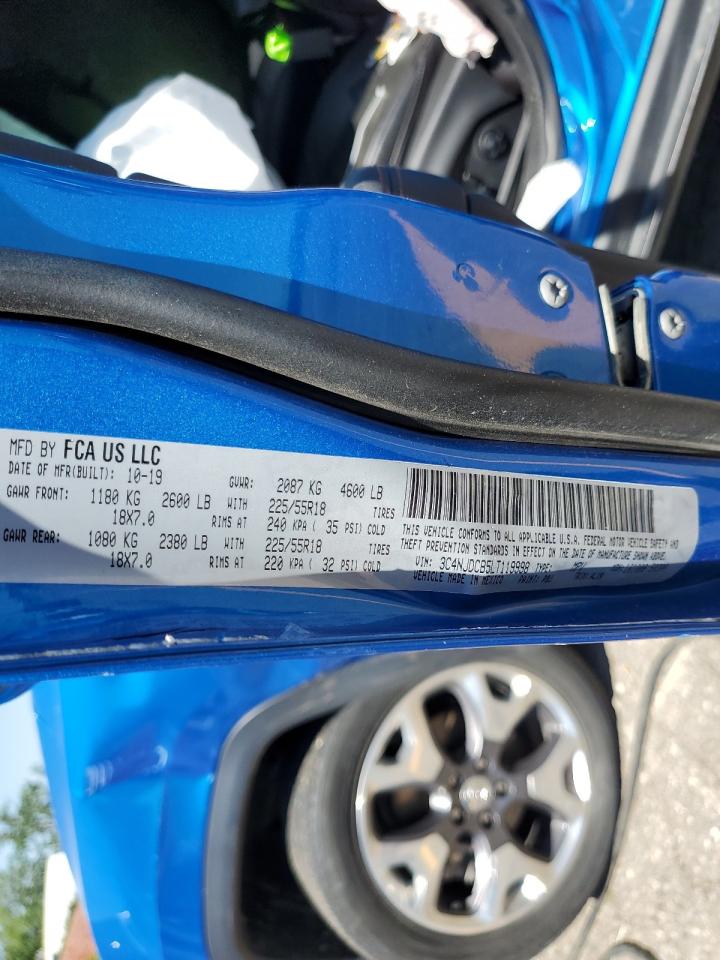 MFD BY FCA US LLC
DATE OF MFR(BUILT): 10-19 GVWR: 2087 KG 4600 LB
GAWR FRONT: 1180 KG 2600 LB WITH 225/55R18 TIRES
18X7.0 RIMS AT 240 KPA ( 35 PSI) COLD
GAWR REAR: 1080 KG 2380 LB WITH 225/55R18 TIRES
18X7.0 RIMS AT 220 KPA ( 32 PSI) COLD
THIS VEHICLE CONFORMS TO ALL APPLICABLE U.S.A. FEDERAL MOTOR VEHICLE SAFETY AND
THEFT PREVENTION STANDARDS IN EFFECT ON THE DATE OF MANUFACTURE SHOWN ABOVE.
VIN: 3C4NJDCB5LT119998 TYPE:
VEHICLE MADE IN MEXICO PAINT: